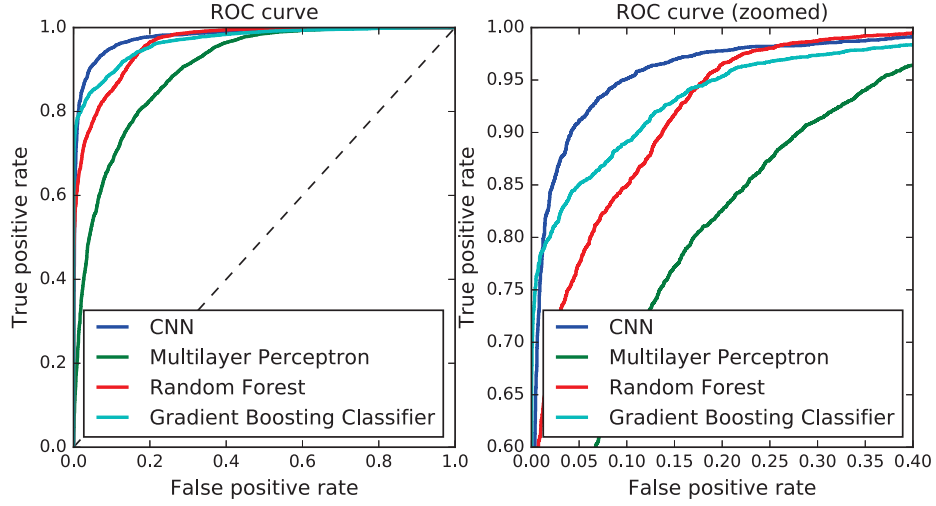 ROC curve
1.0
0.8
0.6
0.4
0.2
0.0
True positive rate
CNN
Multilayer Perceptron
Random Forest
Gradient Boosting Classifier
0.0 0.2 0.4 0.6 0.8 1.0
False positive rate
ROC curve (zoomed)
1.00
0.95
0.90
0.85
0.80
0.75
0.70
0.65
0.60
True positive rate
CNN
Multilayer Perceptron
Random Forest
Gradient Boosting Classifier
0.00 0.05 0.10 0.15 0.20 0.25 0.30 0.35 0.40
False positive rate